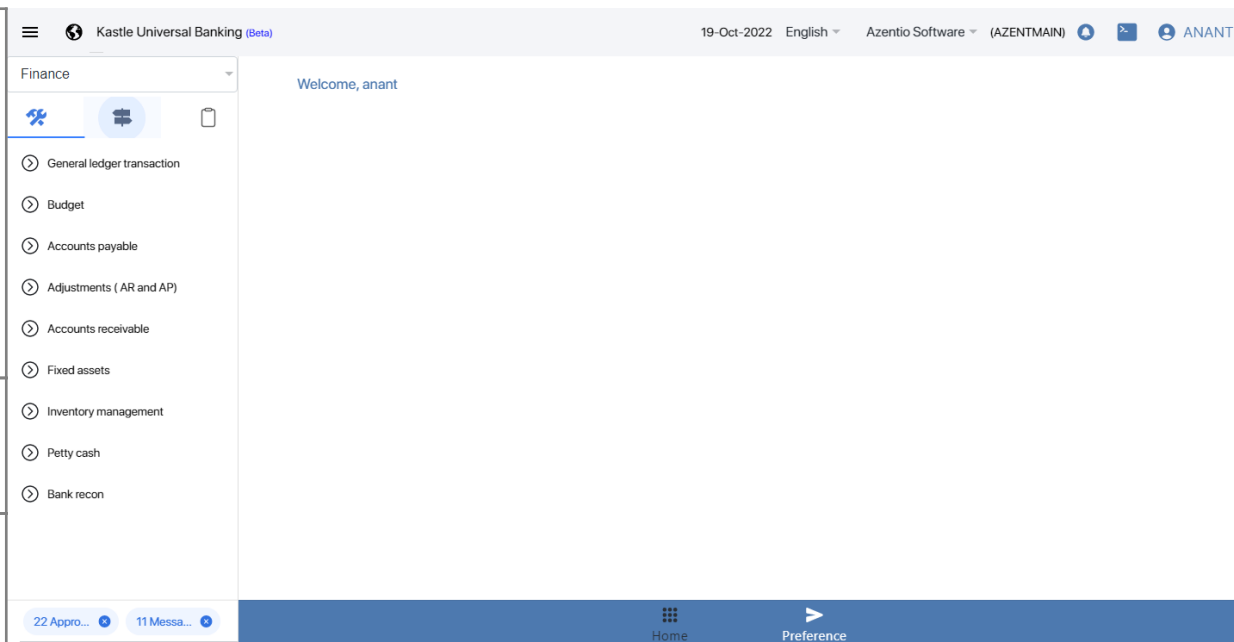 Kastle Universal Banking (Beta)
19-Oct-2022 English Azentio Software (AZENTMAIN) ANANT
Finance
Welcome, anant
General ledger transaction
Budget
Accounts payable
Adjustments ( AR and AP)
Accounts receivable
Fixed assets
Inventory management
Petty cash
Bank recon
22 Appro... 11 Messa...
Home Preference